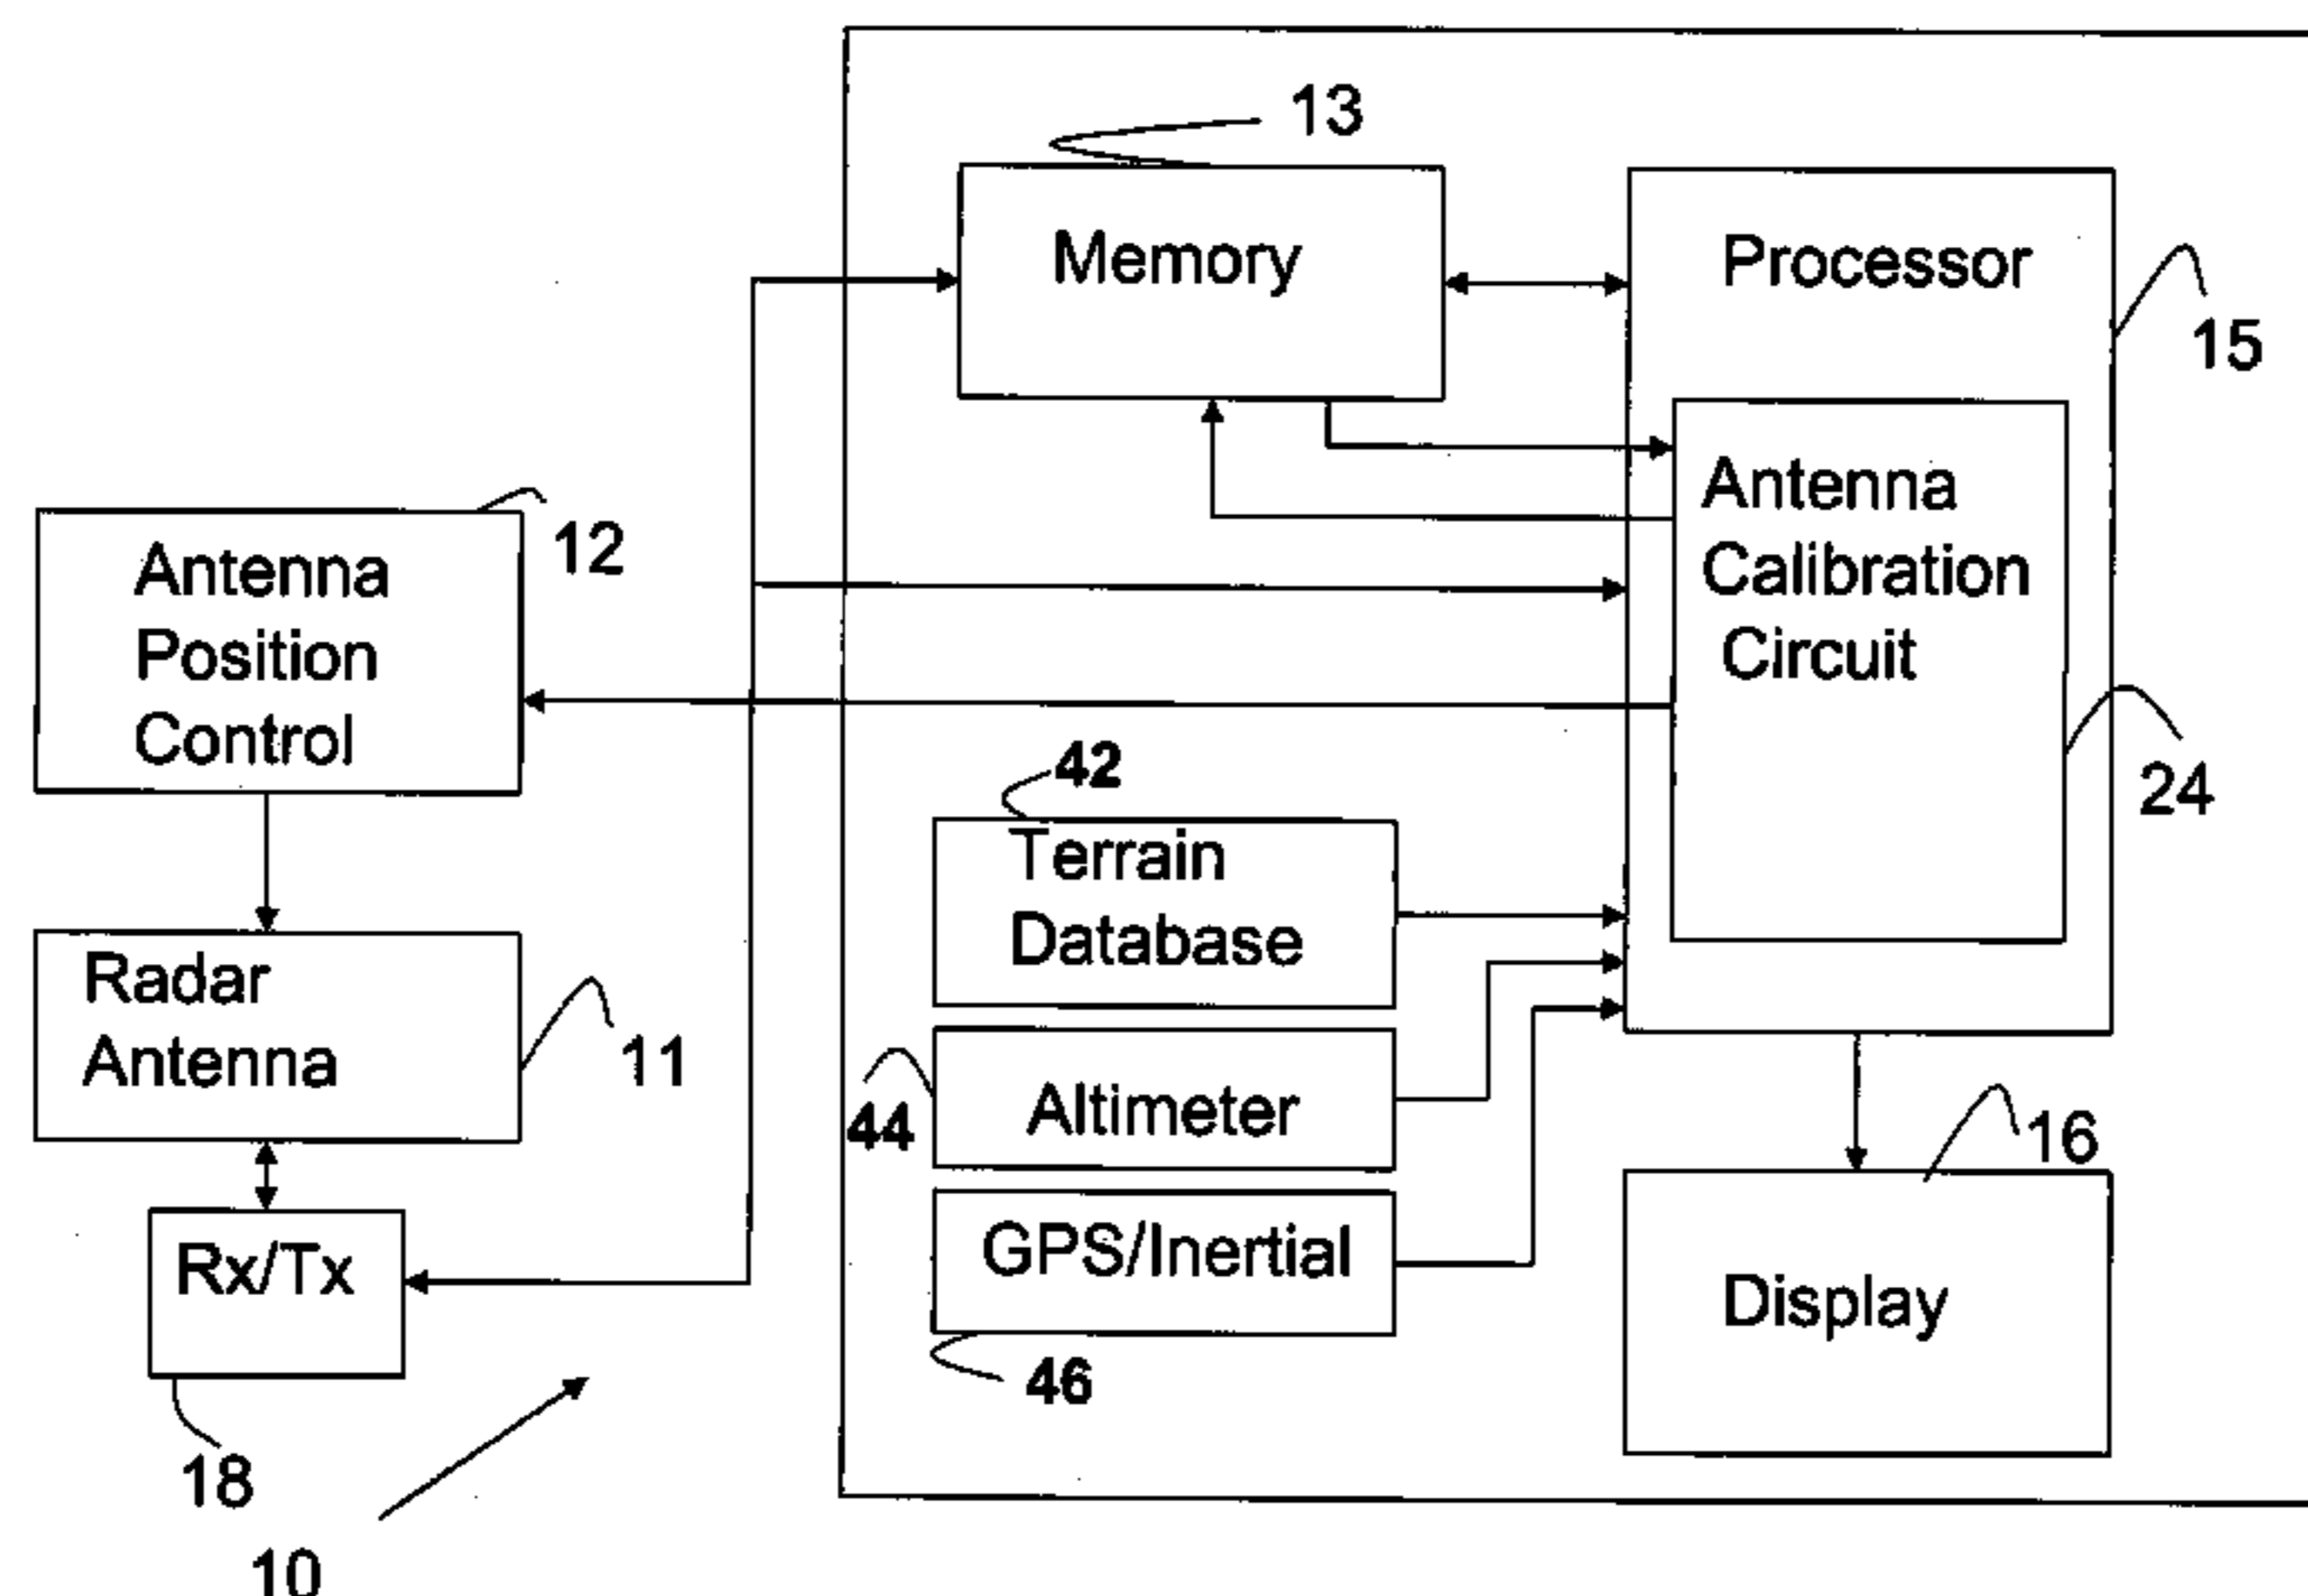 13
Memory
Processor
15
Antenna
Calibration
Circuit
24
12
Antenna
Position
Control
42
Terrain
Database
Radar
Antenna
11
44
Altimeter
16
Rx/Tx
GPS/Inertial
Display
46
18
10